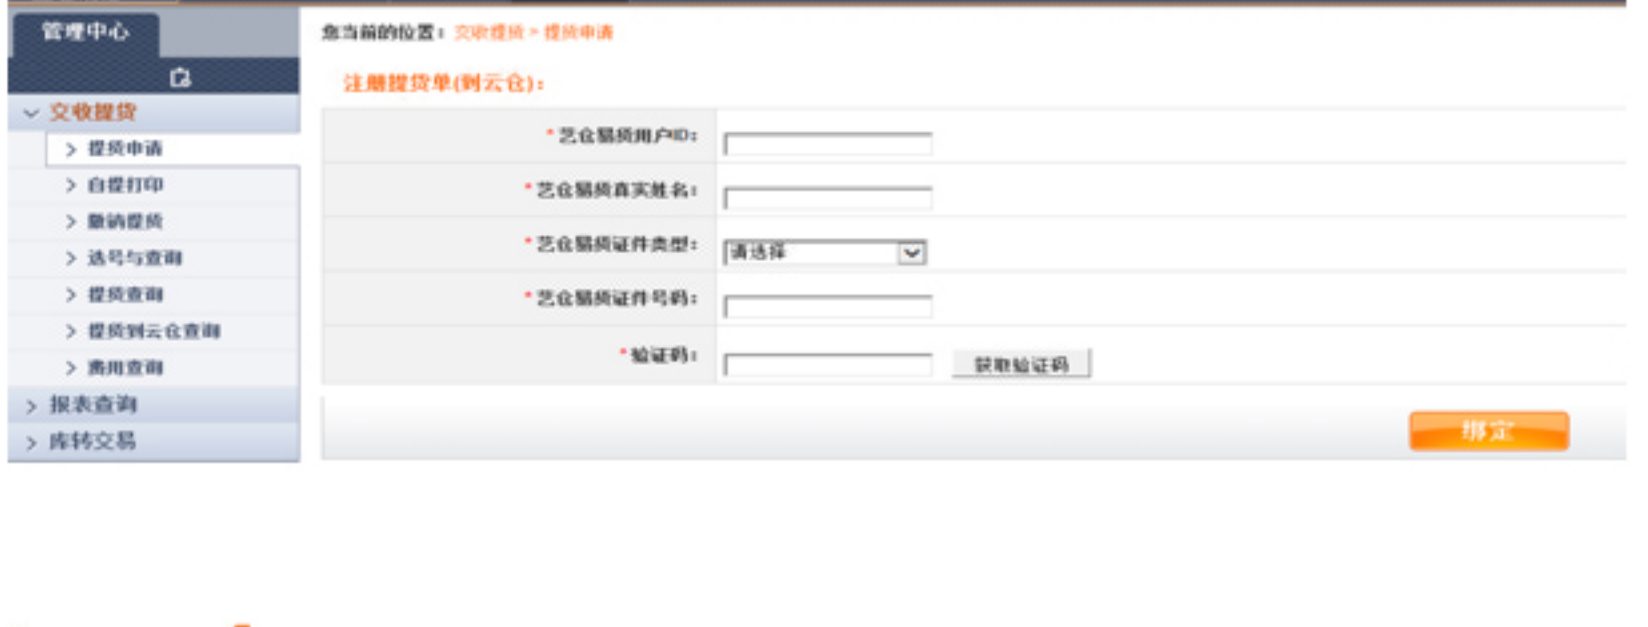 管理中心
您当前的位置：交收提货 > 提货申请
注册提货单(到云仓)：
交收提货
> 提货申请
> 自提打印
> 撤销提货
> 选号与查询
> 提货查询
> 提货到云仓查询
> 费用查询
> 报表查询
> 库转交易
*艺仓易货用户ID：
*艺仓易货真实姓名：
*艺仓易货证件类型： 请选择
*艺仓易货证件号码：
*验证码： 获取验证码
绑定